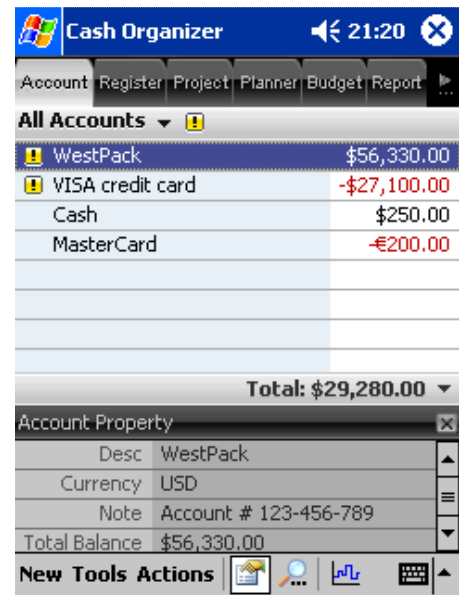 Cash Organizer 21:20
Account Register Project Planner Budget Report
All Accounts
WestPack $56,330.00
VISA credit card -$27,100.00
Cash $250.00
MasterCard -€200.00
Total: $29,280.00
Account Property
Desc WestPack
Currency USD
Note Account # 123-456-789
Total Balance $56,330.00
New Tools Actions